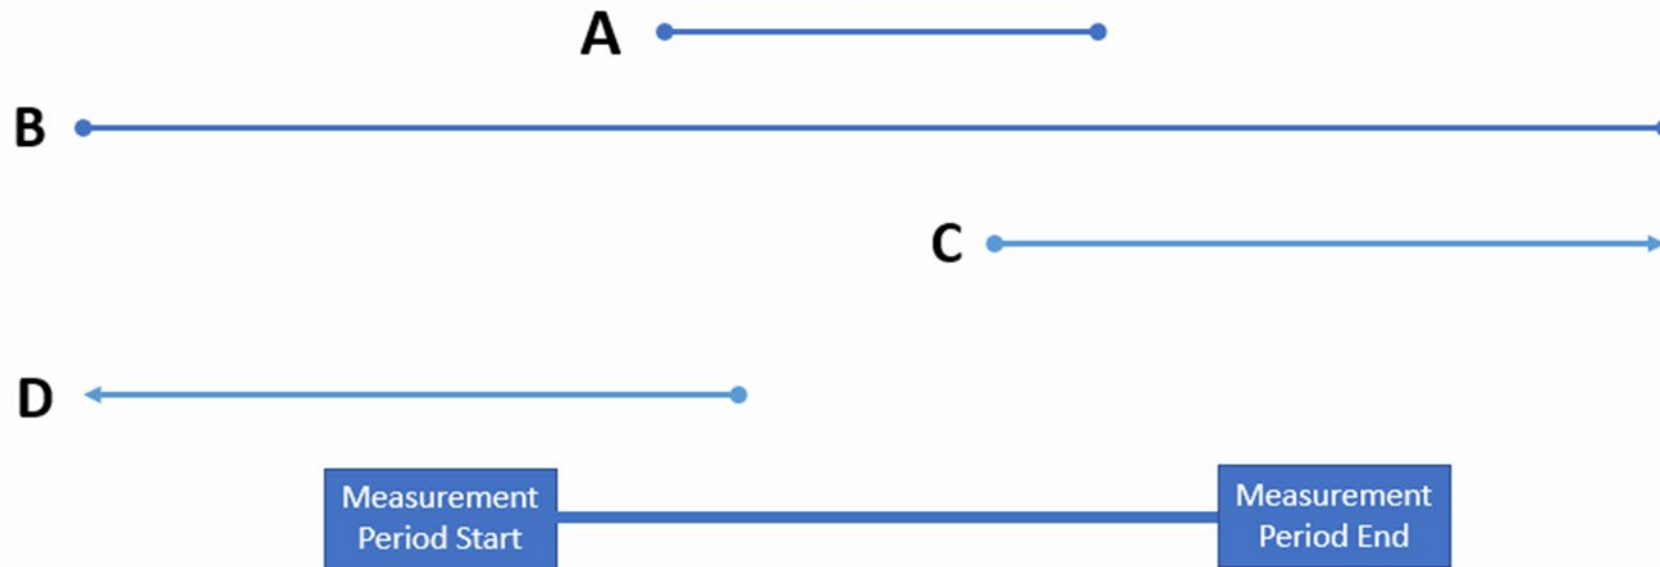 A
B
C
D
Measurement
Period Start
Measurement
Period End